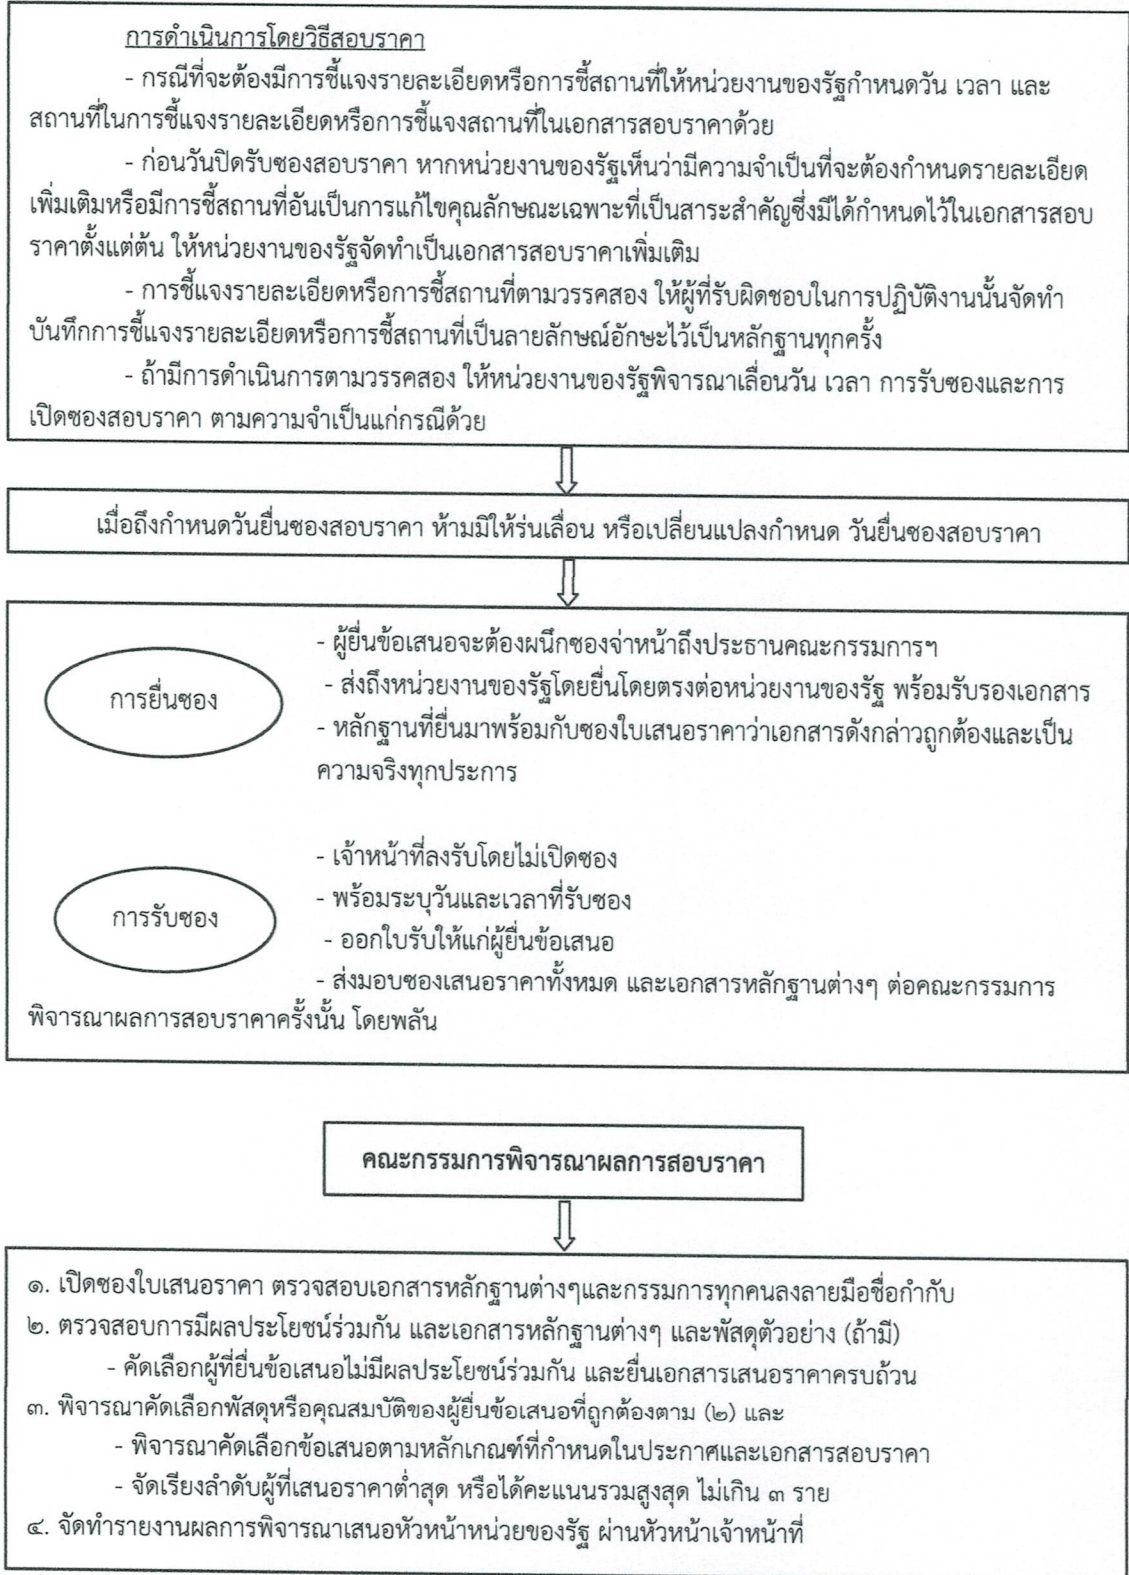 การดำเนินการโดยวิธีสอบราคา
- กรณีที่จะต้องมีการชี้แจงรายละเอียดหรือการชี้สถานที่ให้หน่วยงานของรัฐกำหนดวัน เวลา และ
สถานที่ในการชี้แจงรายละเอียดหรือการชี้แจงสถานที่ในเอกสารสอบราคาด้วย
- ก่อนวันปิดรับซองสอบราคา หากหน่วยงานของรัฐเห็นว่ามีความจำเป็นที่จะต้องกำหนดรายละเอียด
เพิ่มเติมหรือมีการชี้สถานที่อันเป็นการแก้ไขคุณลักษณะเฉพาะที่เป็นสาระสำคัญซึ่งมีได้กำหนดไว้ในเอกสารสอบ
ราคาตั้งแต่ต้น ให้หน่วยงานของรัฐจัดทำเป็นเอกสารสอบราคาเพิ่มเติม
- การชี้แจงรายละเอียดหรือการชี้สถานที่ตามวรรคสอง ให้ผู้ที่รับผิดชอบในการปฏิบัติงานนั้นจัดทำ
บันทึกการชี้แจงรายละเอียดหรือการชี้สถานที่เป็นลายลักษณ์อักษะไว้เป็นหลักฐานทุกครั้ง
- ถ้ามีการดำเนินการตามวรรคสอง ให้หน่วยงานของรัฐพิจารณาเลื่อนวัน เวลา การรับซองและการ
เปิดซองสอบราคา ตามความจำเป็นแก่กรณีด้วย
เมื่อถึงกำหนดวันยื่นซองสอบราคา ห้ามมิให้ร่นเลื่อน หรือเปลี่ยนแปลงกำหนด วันยื่นซองสอบราคา
การยื่นซอง
- ผู้ยื่นข้อเสนอจะต้องผนึกซองจ่าหน้าถึงประธานคณะกรรมการฯ
- ส่งถึงหน่วยงานของรัฐโดยยื่นโดยตรงต่อหน่วยงานของรัฐ พร้อมรับรองเอกสาร
- หลักฐานที่ยื่นมาพร้อมกับซองใบเสนอราคาว่าเอกสารดังกล่าวถูกต้องและเป็น
ความจริงทุกประการ
การรับซอง
- เจ้าหน้าที่ลงรับโดยไม่เปิดซอง
- พร้อมระบุวันและเวลาที่รับซอง
- ออกใบรับให้แก่ผู้ยื่นข้อเสนอ
- ส่งมอบซองเสนอราคาทั้งหมด และเอกสารหลักฐานต่างๆ ต่อคณะกรรมการ
พิจารณาผลการสอบราคาครั้งนั้น โดยพลัน
คณะกรรมการพิจารณาผลการสอบราคา
๑. เปิดซองใบเสนอราคา ตรวจสอบเอกสารหลักฐานต่างๆและกรรมการทุกคนลงลายมือชื่อกำกับ
๒. ตรวจสอบการมีผลประโยชน์ร่วมกัน และเอกสารหลักฐานต่างๆ และพัสดุตัวอย่าง (ถ้ามี)
- คัดเลือกผู้ที่ยื่นข้อเสนอไม่มีผลประโยชน์ร่วมกัน และยื่นเอกสารเสนอราคาครบถ้วน
๓. พิจารณาคัดเลือกพัสดุหรือคุณสมบัติของผู้ยื่นข้อเสนอที่ถูกต้องตาม (๒) และ
- พิจารณาคัดเลือกข้อเสนอตามหลักเกณฑ์ที่กำหนดในประกาศและเอกสารสอบราคา
- จัดเรียงลำดับผู้ที่เสนอราคาต่ำสุด หรือได้คะแนนรวมสูงสุด ไม่เกิน ๓ ราย
๔. จัดทำรายงานผลการพิจารณาเสนอหัวหน้าหน่วยของรัฐ ผ่านหัวหน้าเจ้าหน้าที่